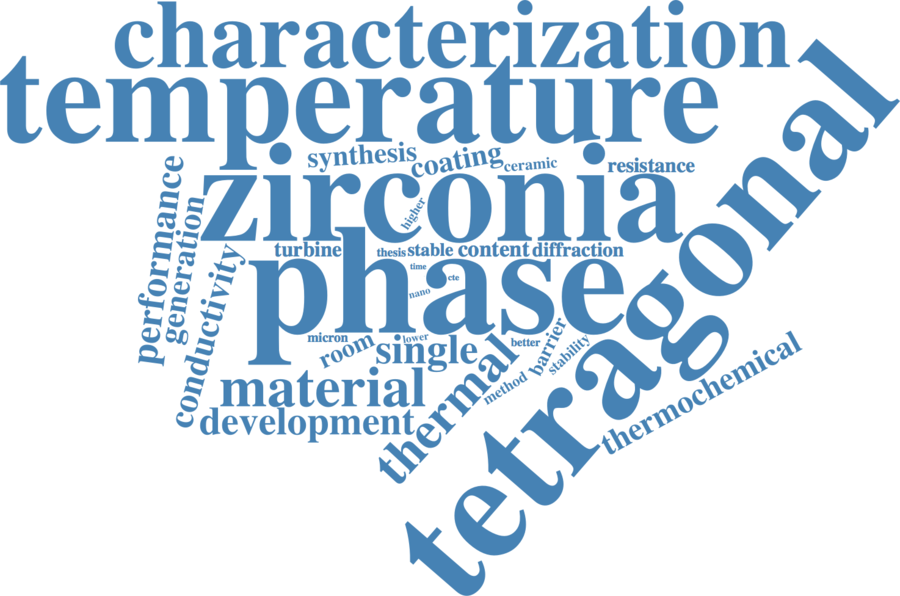 characterization
temperature
synthesis
coating
ceramic
resistance
zirconia
higher
performance
generation
conductivity
turbine
thesis
stable
content
diffraction
phase
time
cte
nano
tetragonal
micron
lower
better
room
single
barrier
stability
thermal
method
material
development
thermochemical